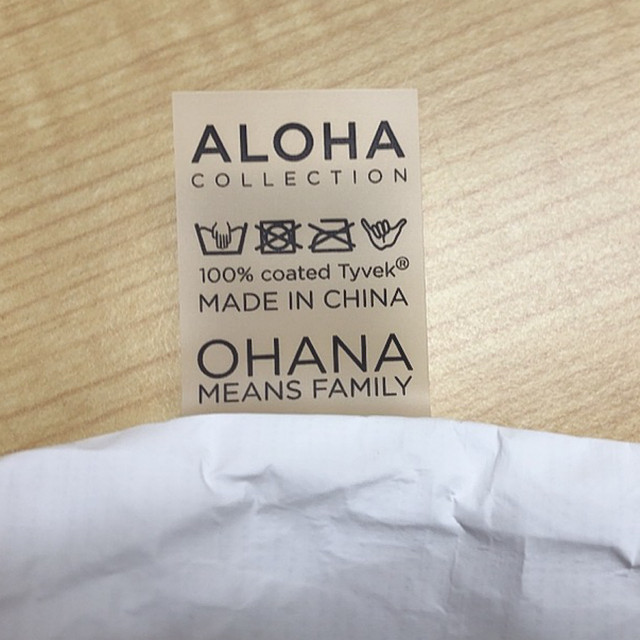 ALOHA
COLLECTION
100% coated Tyvek®
MADE IN CHINA
OHANA
MEANS FAMILY